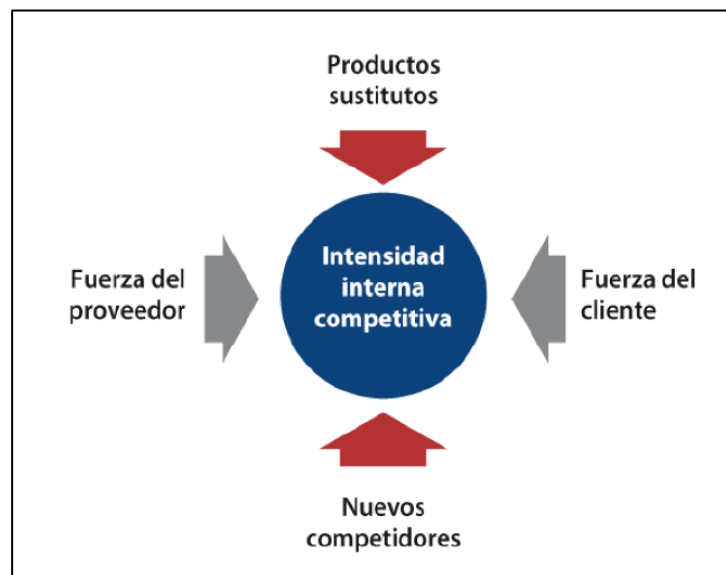 Productos
sustitutos
Fuerza del
proveedor
Intensidad
interna
competitiva
Fuerza del
cliente
Nuevos
competidores